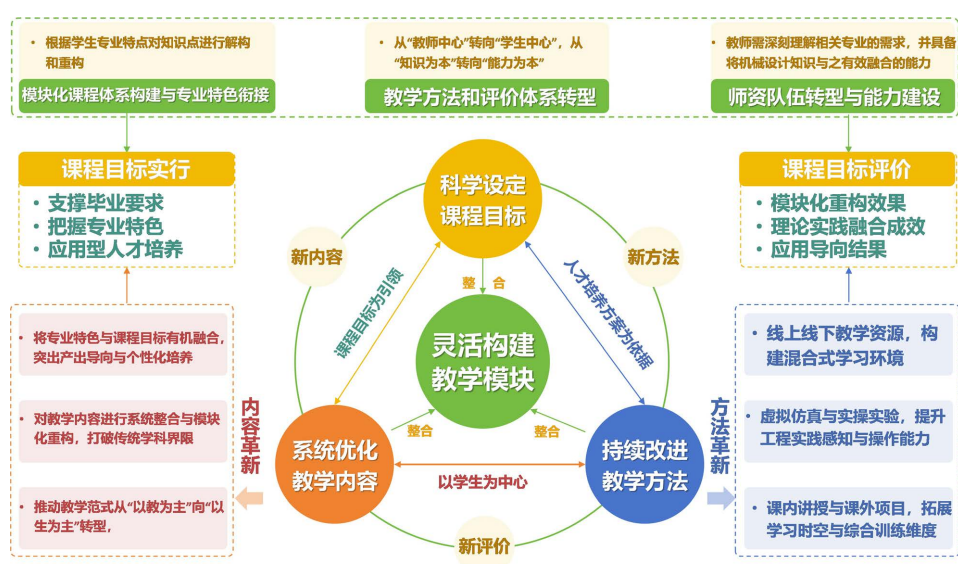 • 根据学生专业特点对知识点进行解构
和重构
模块化课程体系构建与专业特色衔接
• 从“教师中心”转向“学生中心”，从
“知识为本”转向“能力为本”
教学方法和评价体系转型
• 教师需深刻理解相关专业的需求，并具备
将机械设计知识与之有效融合的能力
师资队伍转型与能力建设
课程目标实行
• 支撑毕业要求
• 把握专业特色
• 应用型人才培养
科学设定
课程目标
课程目标评价
• 模块化重构效果
• 理论实践融合成效
• 应用导向结果
新内容
新方法
整 合
课程目标为引领
人才培养方案为依据
灵活构建
教学模块
• 将专业特色与课程目标有机融合，
突出产出导向与个性化培养
• 对教学内容进行系统整合与模块
化重构，打破传统学科界限
• 推动教学范式从“以教为主”向“以
生为主”转型，
内容革新
系统优化
教学内容
整合
整合
以学生为中心
持续改进
教学方法
新评价
方法革新
• 线上线下教学资源，构
建混合式学习环境
• 虚拟仿真与实操实验，提升
工程实践感知与操作能力
• 课内讲授与课外项目，拓展
学习时空与综合训练维度